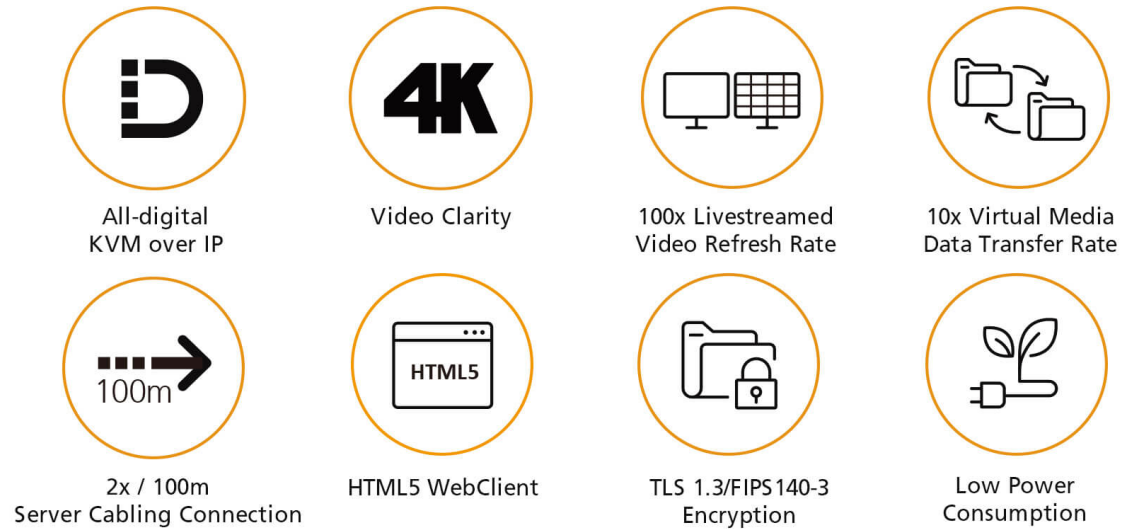 4K
All-digital
KVM over IP
Video Clarity
100x Livestreamed
Video Refresh Rate
10x Virtual Media
Data Transfer Rate
100m
HTML5
2x / 100m
Server Cabling Connection
HTML5 WebClient
TLS 1.3/FIPS140-3
Encryption
Low Power
Consumption